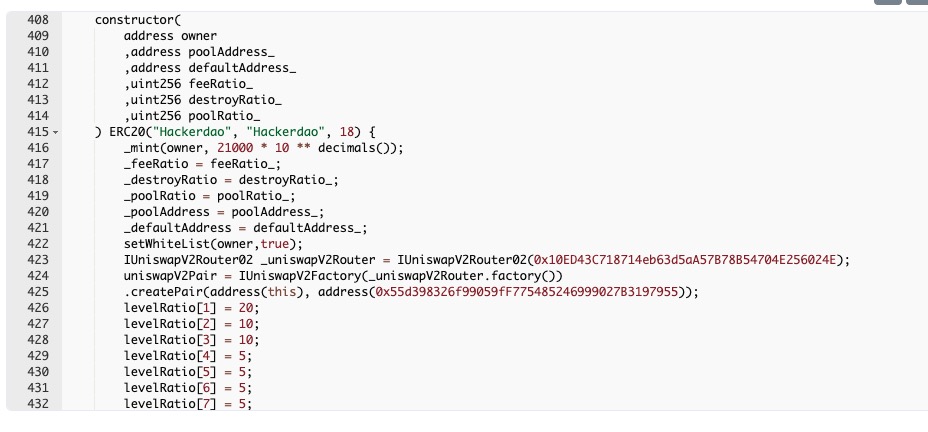 408 constructor(
409 address owner
410 ,address poolAddress_
411 ,address defaultAddress_
412 ,uint256 feeRatio_
413 ,uint256 destroyRatio_
414 ,uint256 poolRatio_
415 ) ERC20("Hackerdao", "Hackerdao", 18) {
416 _mint(owner, 21000 * 10 ** decimals());
417 _feeRatio = feeRatio_;
418 _destroyRatio = destroyRatio_;
419 _poolRatio = poolRatio_;
420 _poolAddress = poolAddress_;
421 _defaultAddress = defaultAddress_;
422 setWhiteList(owner,true);
423 IUniswapV2Router02 _uniswapV2Router = IUniswapV2Router02(0x10ED43C718714eb63d5aA57B78B54704E256024E);
424 uniswapV2Pair = IUniswapV2Factory(_uniswapV2Router.factory())
425 .createPair(address(this), address(0x55d398326f99059fF775485246999027B3197955));
426 levelRatio[1] = 20;
427 levelRatio[2] = 10;
428 levelRatio[3] = 10;
429 levelRatio[4] = 5;
430 levelRatio[5] = 5;
431 levelRatio[6] = 5;
432 levelRatio[7] = 5;